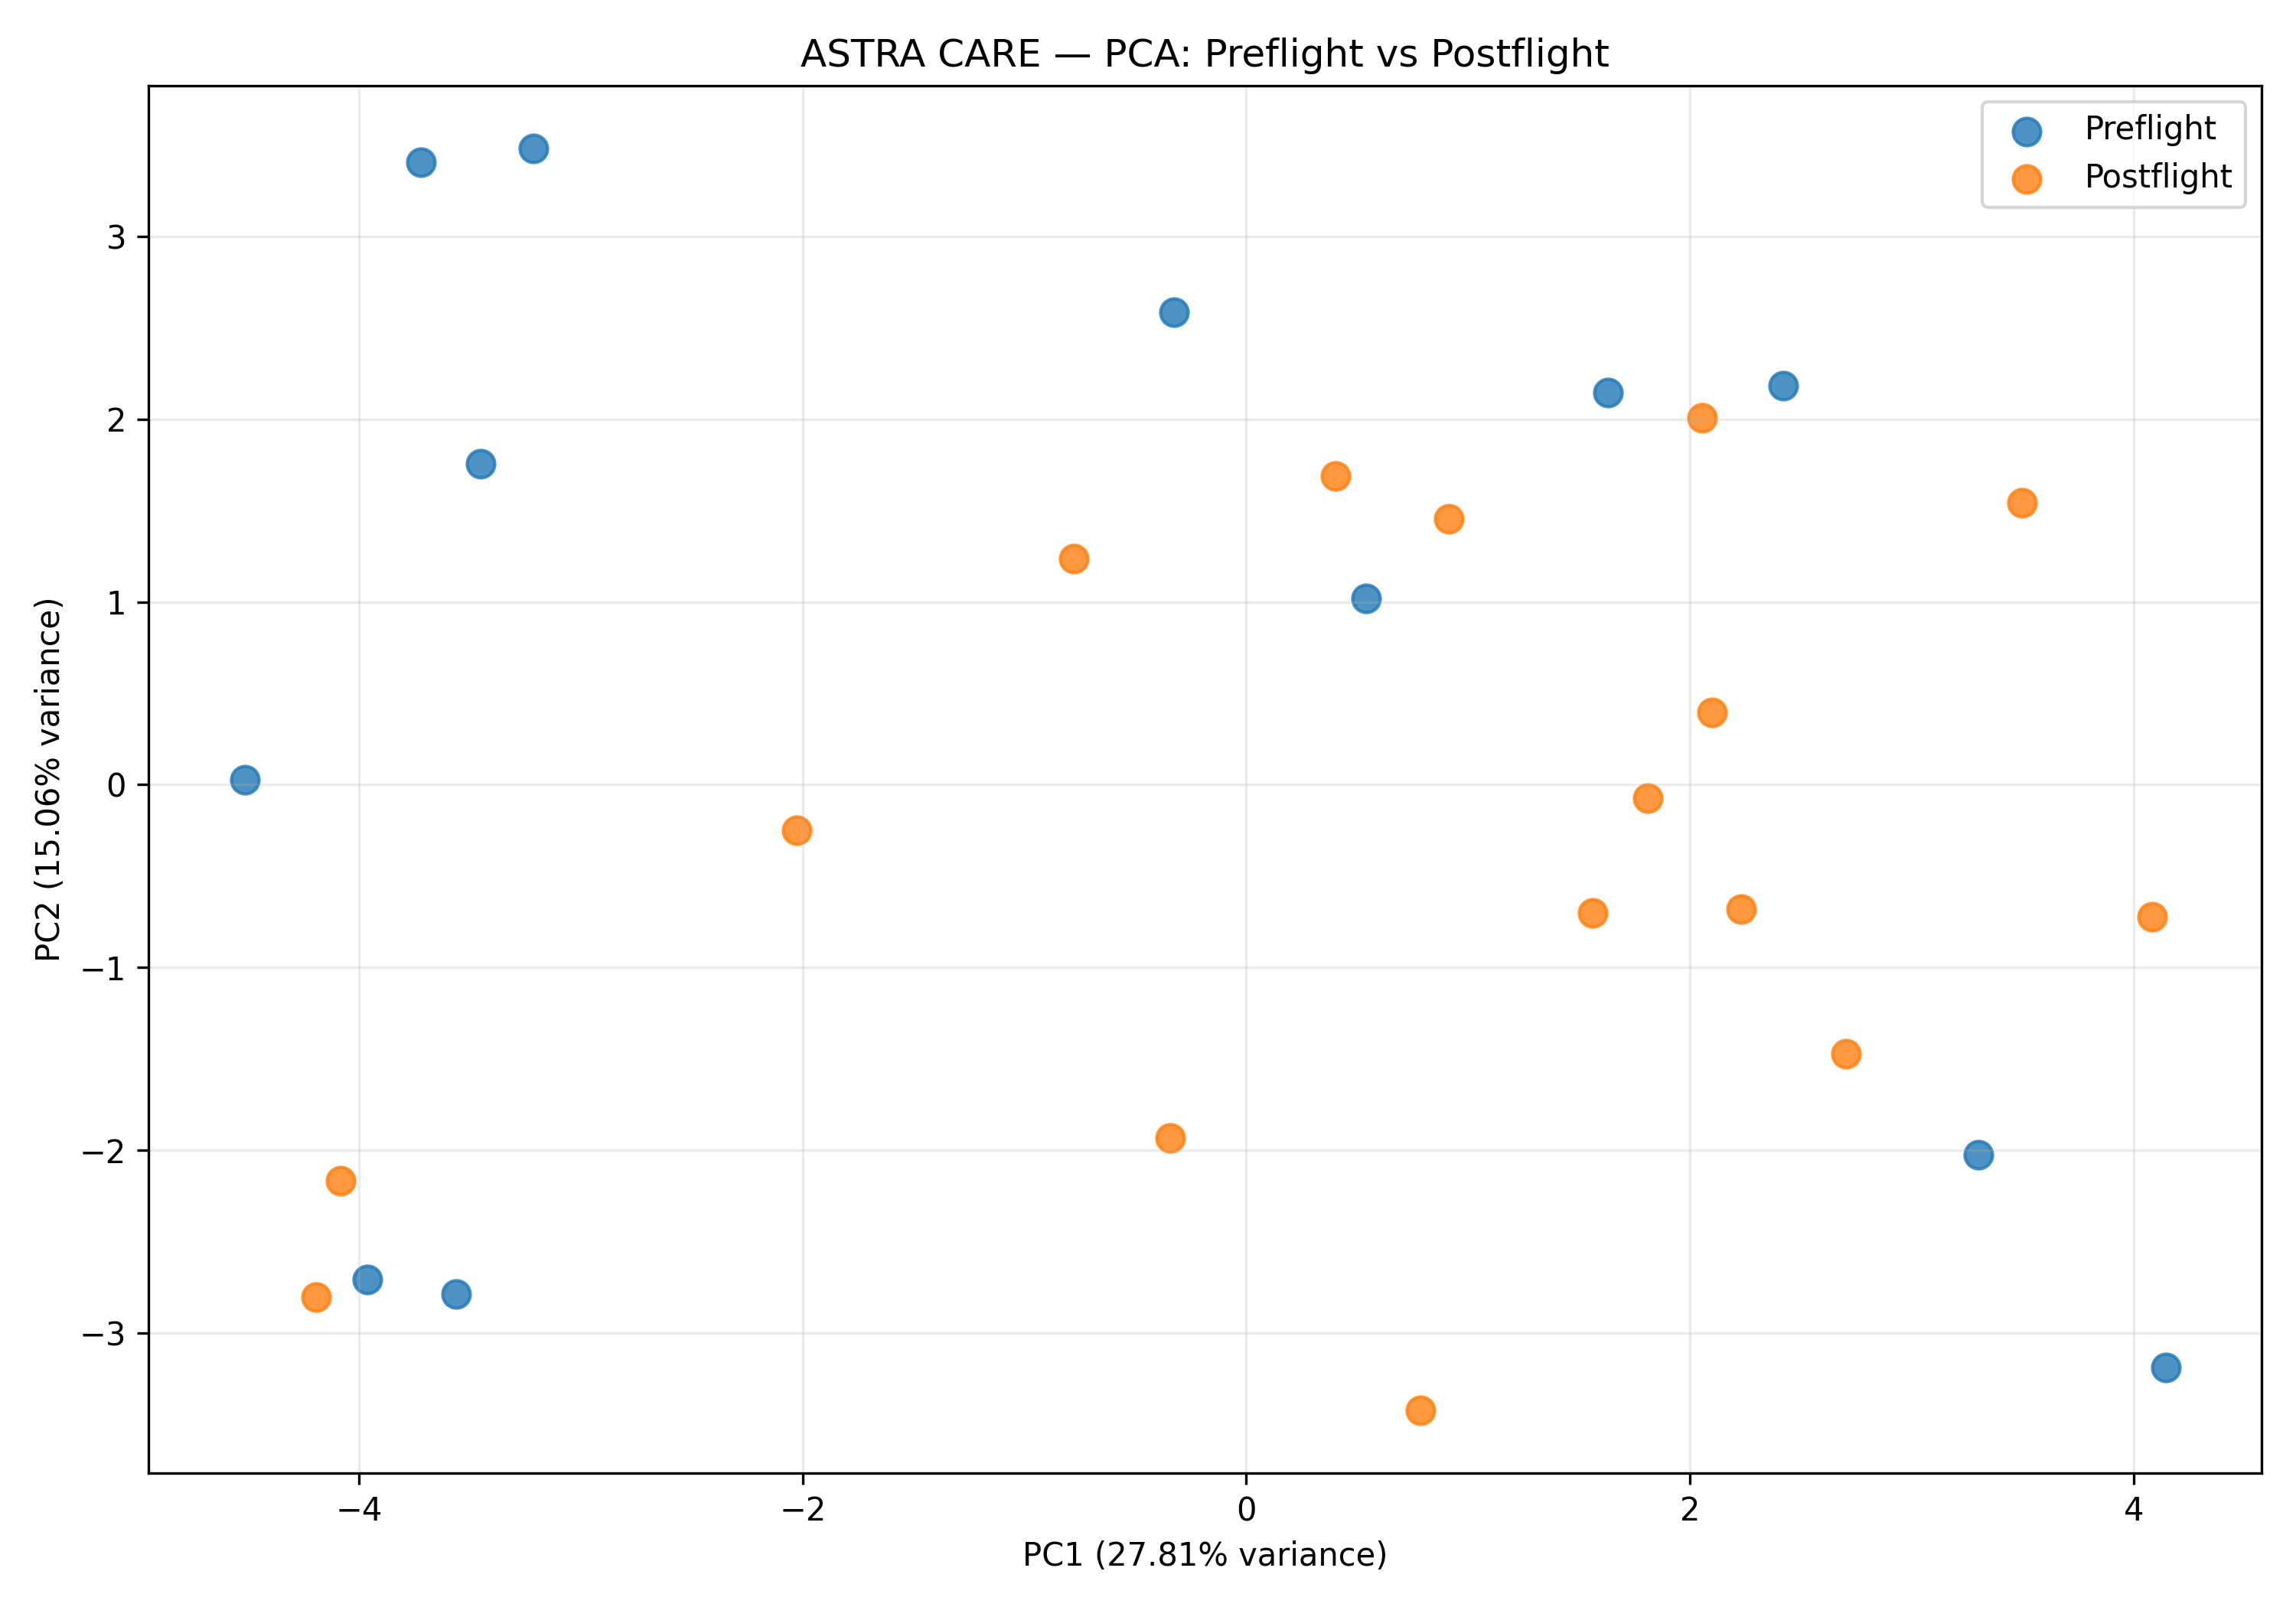 ASTRA CARE — PCA: Preflight vs Postflight
Preflight
Postflight
PC2 (15.06% variance)
3
2
1
0
−1
−2
−3
−4
−2
0
2
4
PC1 (27.81% variance)